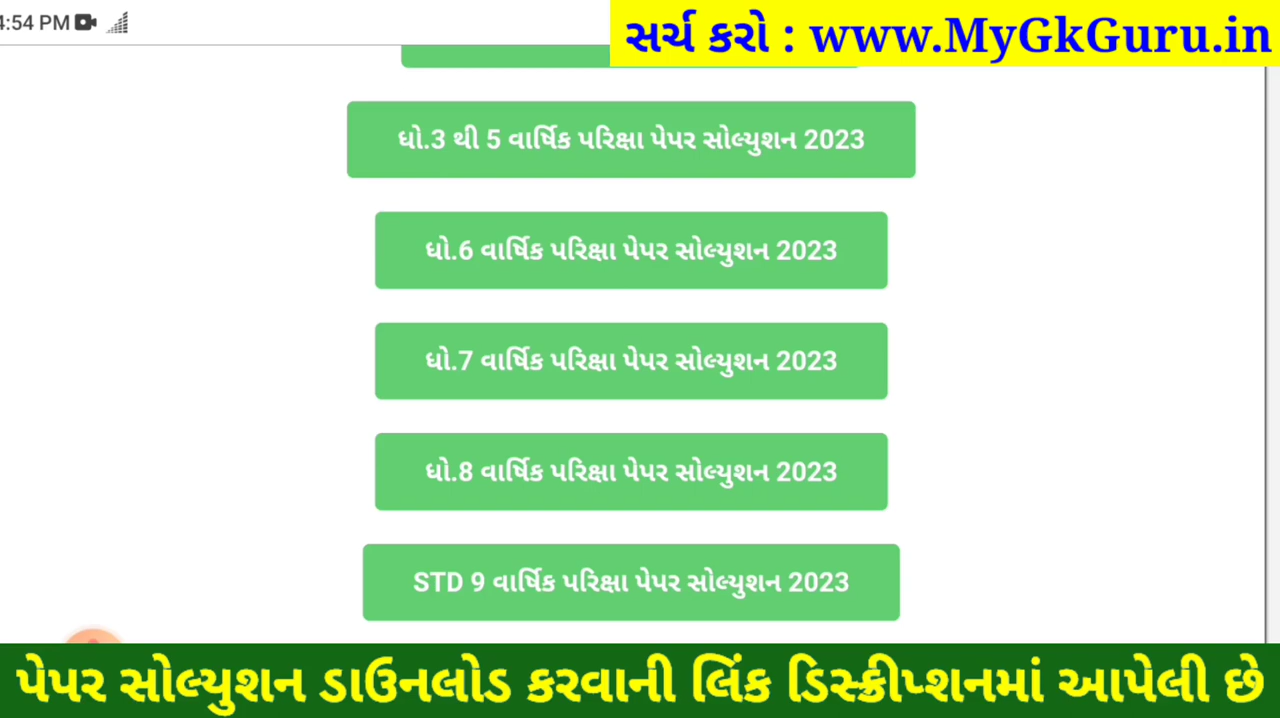 4:54 PM
સર્ચ કરો : www.MyGkGuru.in
ધો.3 થી 5 વાર્ષિક પરિક્ષા પેપર સોલ્યુશન 2023
ધો.6 વાર્ષિક પરિક્ષા પેપર સોલ્યુશન 2023
ધો.7 વાર્ષિક પરિક્ષા પેપર સોલ્યુશન 2023
ધો.8 વાર્ષિક પરિક્ષા પેપર સોલ્યુશન 2023
STD 9 વાર્ષિક પરિક્ષા પેપર સોલ્યુશન 2023
પેપર સોલ્યુશન ડાઉનલોડ કરવાની લિંક ડિસ્ક્રીપ્શનમાં આપેલી છે